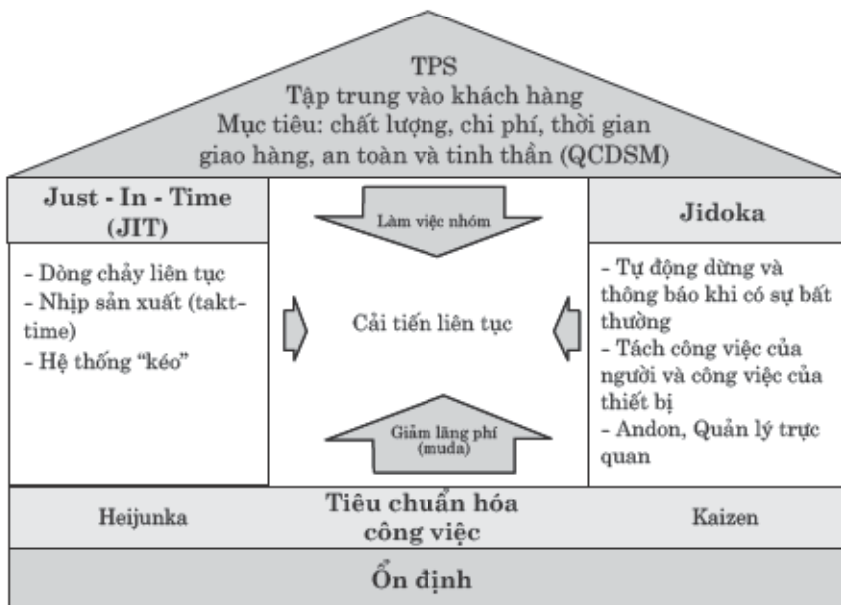 TPS
Tập trung vào khách hàng
Mục tiêu: chất lượng, chi phí, thời gian
giao hàng, an toàn và tinh thần (QCDSM)
Just - In - Time
(JIT)
- Dòng chảy liên tục
- Nhịp sản xuất (takt-
time)
- Hệ thống “kéo”
Làm việc nhóm
Cải tiến liên tục
Giảm lãng phí
(muda)
Jidoka
- Tự động dừng và
thông báo khi có sự bất
thường
- Tách công việc của
người và công việc của
thiết bị
- Andon, Quản lý trực
quan
Heijunka
Tiêu chuẩn hóa
công việc
Kaizen
Ổn định